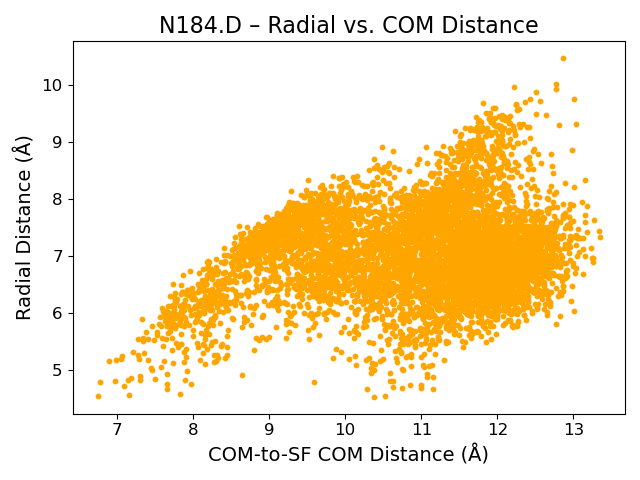 N184.D – Radial vs. COM Distance
10
9
8
7
6
5
Radial Distance (Å)
7 8 9 10 11 12 13
COM-to-SF COM Distance (Å)